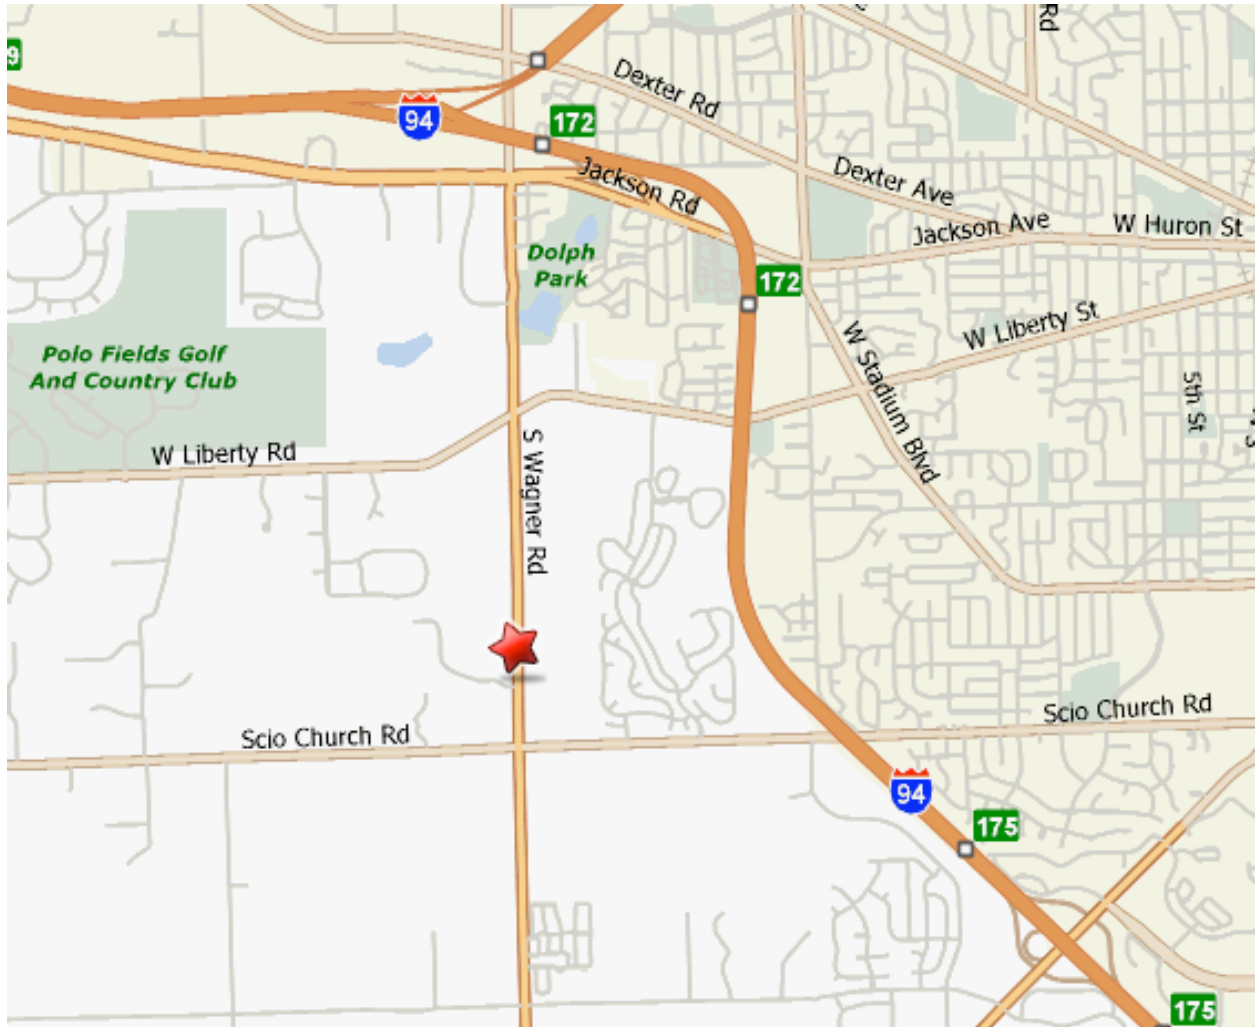 Rd
9
Dexter Rd
94
172
Jackson Rd
Dexter Ave
Jackson Ave
W Huron St
Dolph
Park
172
W Liberty St
Polo Fields Golf
And Country Club
W Stadium Blvd
5th St
W Liberty Rd
S Wagner Rd
Scio Church Rd
Scio Church Rd
94
175
175